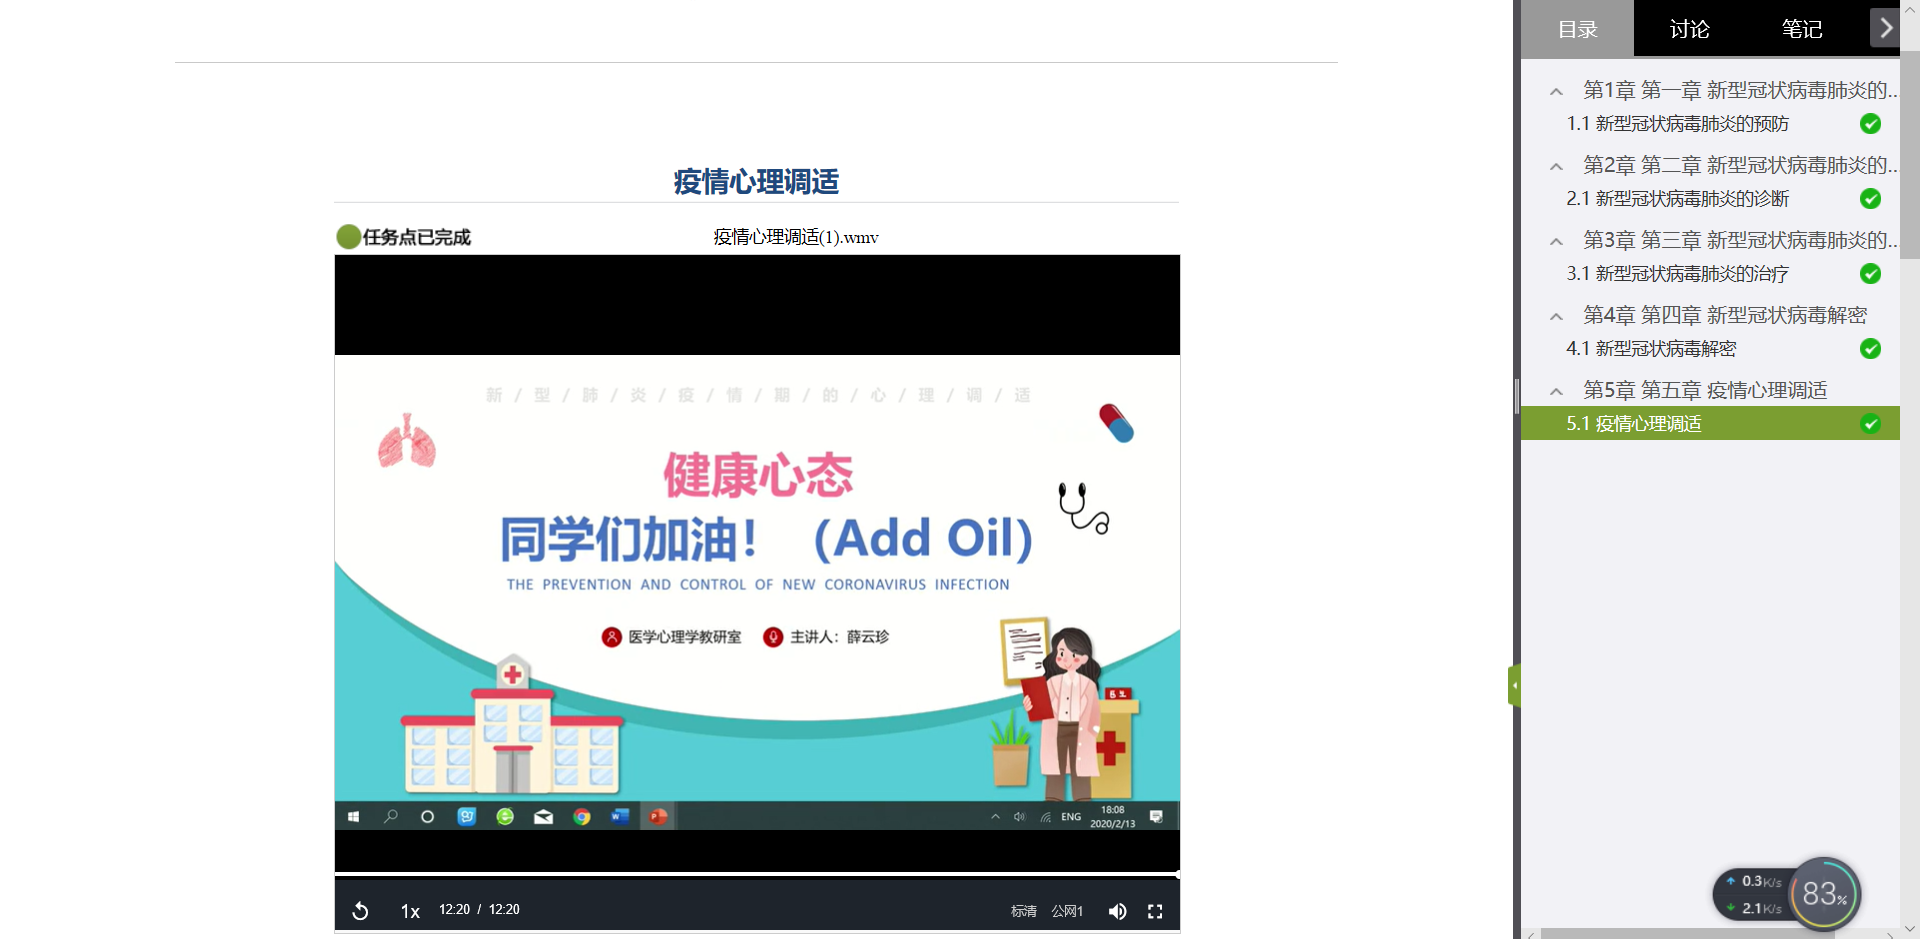 疫情心理调适
任务点已完成
疫情心理调适(1).wmv
新 / 型 / 肺 / 炎 / 疫 / 情 / 期 / 的 / 心 / 理 / 调 / 适
健康心态
同学们加油！（Add Oil）
THE PREVENTION AND CONTROL OF NEW CORONAVIRUS INFECTION
医学心理学教研室 主讲人：薛云珍
ENG
18:08
2020/2/13
1x 12:20 / 12:20 标清 公网1
目录 讨论 笔记
第1章 第一章 新型冠状病毒肺炎的...
1.1 新型冠状病毒肺炎的预防
第2章 第二章 新型冠状病毒肺炎的...
2.1 新型冠状病毒肺炎的诊断
第3章 第三章 新型冠状病毒肺炎的...
3.1 新型冠状病毒肺炎的治疗
第4章 第四章 新型冠状病毒解密
4.1 新型冠状病毒解密
第5章 第五章 疫情心理调适
5.1 疫情心理调适
0.3K/s
2.1K/s
83%